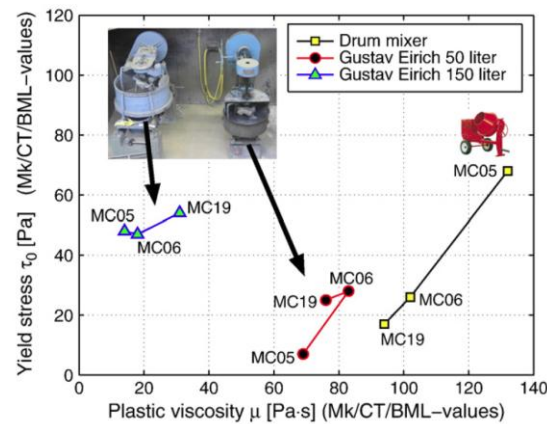 120
100
80
60
40
20
0
Yield stress τ₀ [Pa]   (Mk/CT/BML−values)
Drum mixer
Gustav Eirich 50 liter
Gustav Eirich 150 liter
MC05
MC05
MC19
MC06
MC06
MC19
MC06
MC19
MC05
0
20
40
60
80
100
120
140
Plastic viscosity μ [Pa·s] (Mk/CT/BML−values)